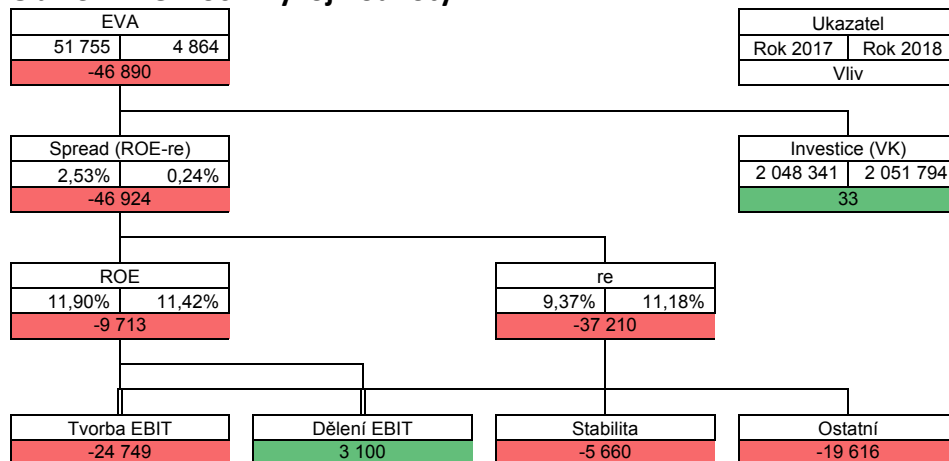 EVA
Ukazatel
51 755 4 864
Rok 2017 Rok 2018
-46 890
Vliv
Spread (ROE-re)
Investice (VK)
2,53% 0,24%
2 048 341 2 051 794
-46 924
33
ROE
re
11,90% 11,42%
9,37% 11,18%
-9 713
-37 210
Tvorba EBIT
Dělení EBIT
Stabilita
Ostatní
-24 749
3 100
-5 660
-19 616